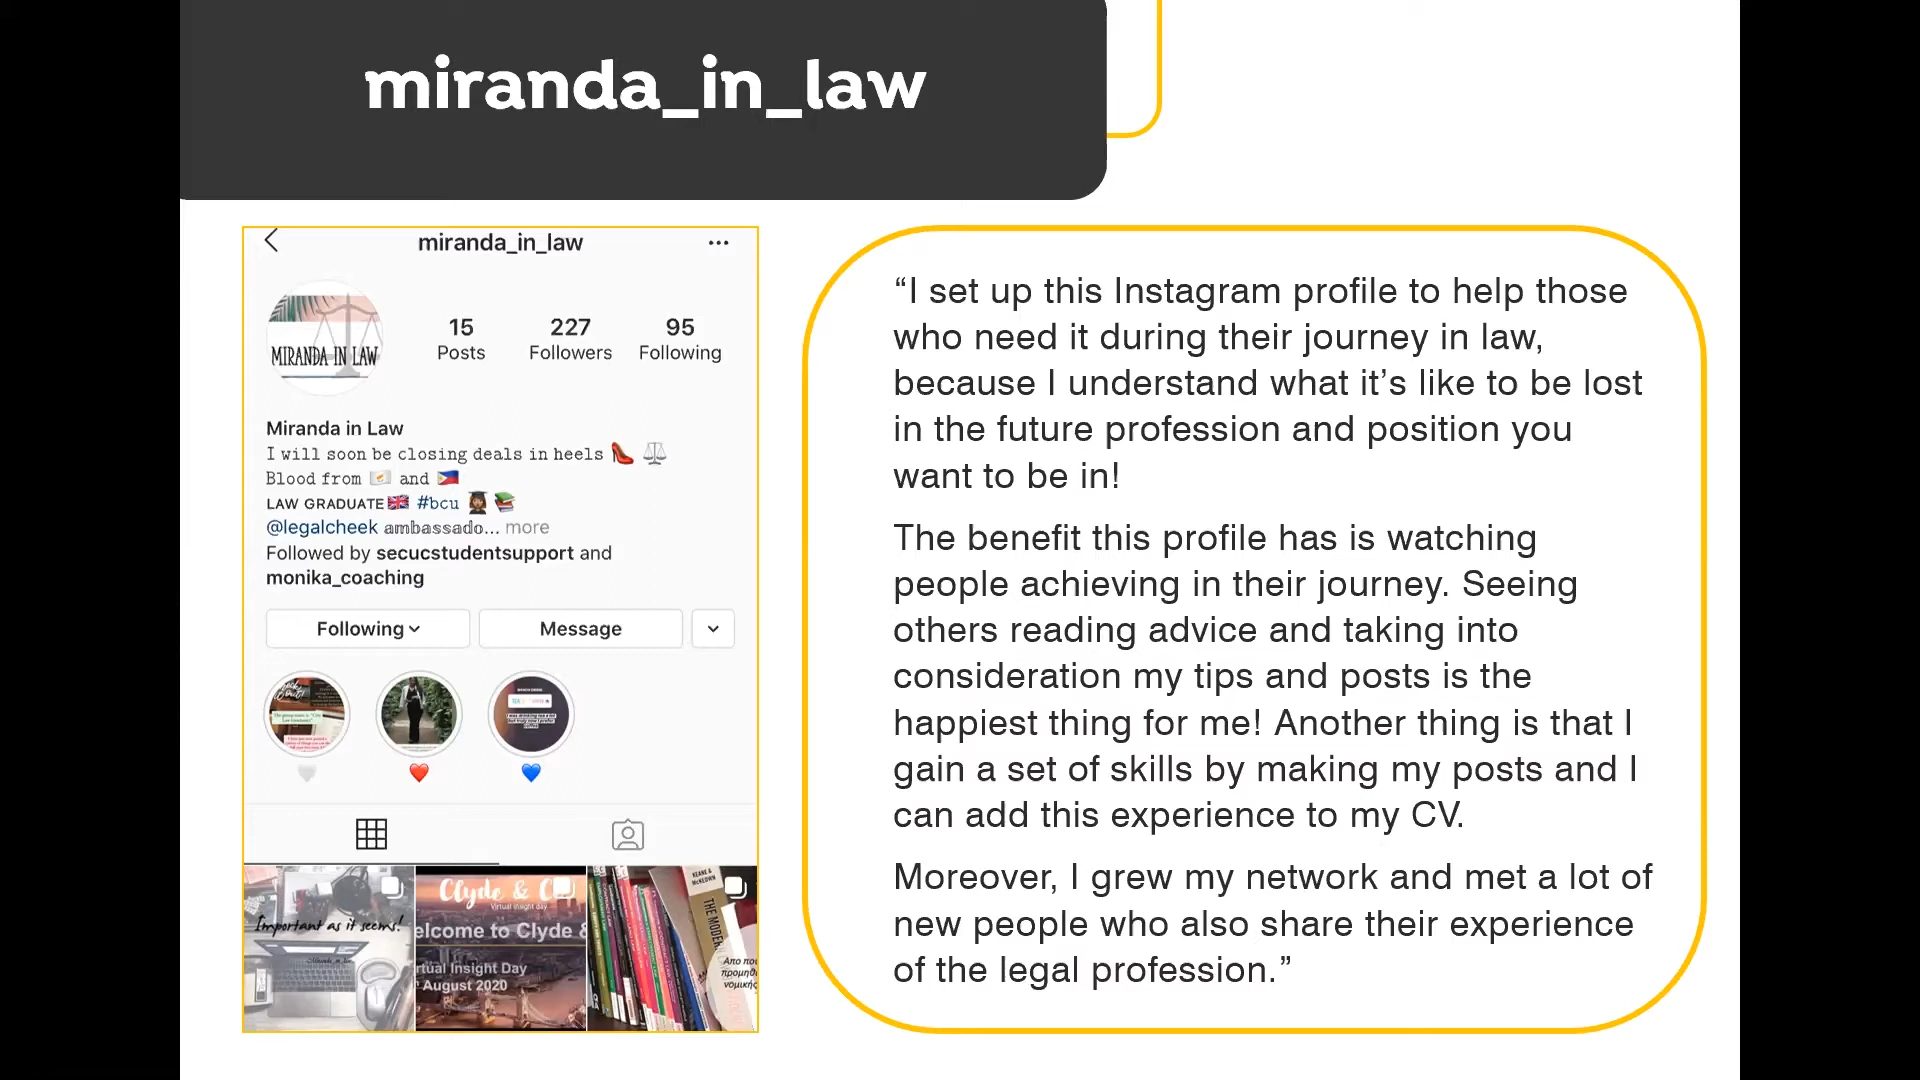 miranda_in_law
miranda_in_law
MIRANDA IN LAW
15 227 95
Posts Followers Following
Miranda in Law
I will soon be closing deals in heels 👠 ⚖️
Blood from 🇨🇾 and 🇵🇭
LAW GRADUATE🇬🇧 #bcu 👩🏾‍🎓 📚
@legalcheek ambassado... more
Followed by secucstudentsupport and
monika_coaching
Following
Message
Important as it seems!
Clyde & C
Virtual insight day
elcome to Clyde &
rtual Insight Day
August 2020
KEANE &
McKEOWN
THE MODERN
Απο που
προμηθ
νομικής
“I set up this Instagram profile to help those
who need it during their journey in law,
because I understand what it’s like to be lost
in the future profession and position you
want to be in!
The benefit this profile has is watching
people achieving in their journey. Seeing
others reading advice and taking into
consideration my tips and posts is the
happiest thing for me! Another thing is that I
gain a set of skills by making my posts and I
can add this experience to my CV.
Moreover, I grew my network and met a lot of
new people who also share their experience
of the legal profession.”